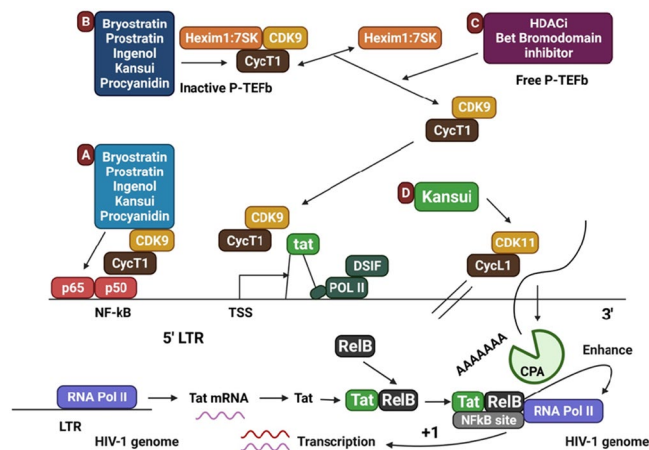 B
Bryostratin
Prostratin
Ingenol
Kansui
Procyanidin
Hexim1:7SK
CDK9
CycT1
Inactive P-TEFb
Hexim1:7SK
C
HDACi
Bet Bromodomain
inhibitor
Free P-TEFb
CDK9
CycT1
A
Bryostratin
Prostratin
Ingenol
Kansui
Procyanidin
CDK9
CycT1
p65
p50
NF-kB
CDK9
CycT1
tat
DSIF
POL II
TSS
D
Kansui
CDK11
CycL1
3'
5' LTR
AAAAAAA
CPA
Enhance
RelB
RNA Pol II
LTR
HIV-1 genome
Tat mRNA
Tat
Tat
RelB
Tat
RelB
NFkB site
RNA Pol II
+1
Transcription
HIV-1 genome